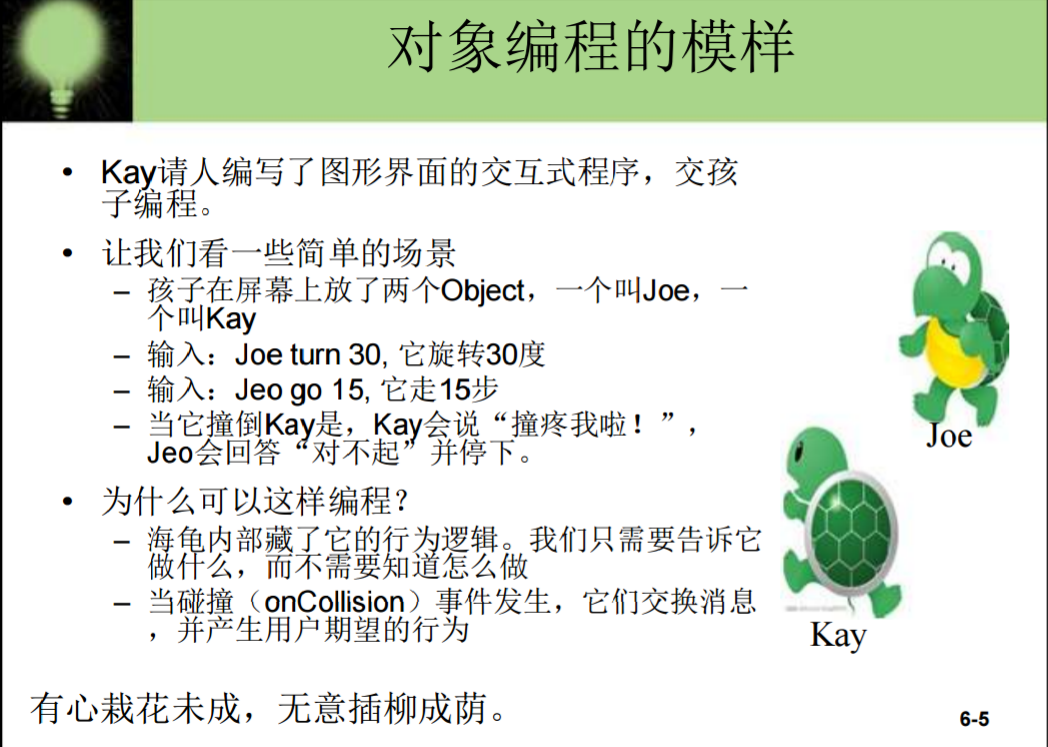 对象编程的模样
• Kay请人编写了图形界面的交互式程序，交孩
子编程。
• 让我们看一些简单的场景
– 孩子在屏幕上放了两个Object，一个叫Joe，一
个叫Kay
– 输入：Joe turn 30, 它旋转30度
– 输入：Jeo go 15, 它走15步
– 当它撞倒Kay是，Kay会说“撞疼我啦！”，
Jeo会回答“对不起”并停下。
• 为什么可以这样编程？
– 海龟内部藏了它的行为逻辑。我们只需要告诉它
做什么，而不需要知道怎么做
– 当碰撞（onCollision）事件发生，它们交换消息
，并产生用户期望的行为
Joe
Kay
有心栽花未成，无意插柳成荫。
6-5